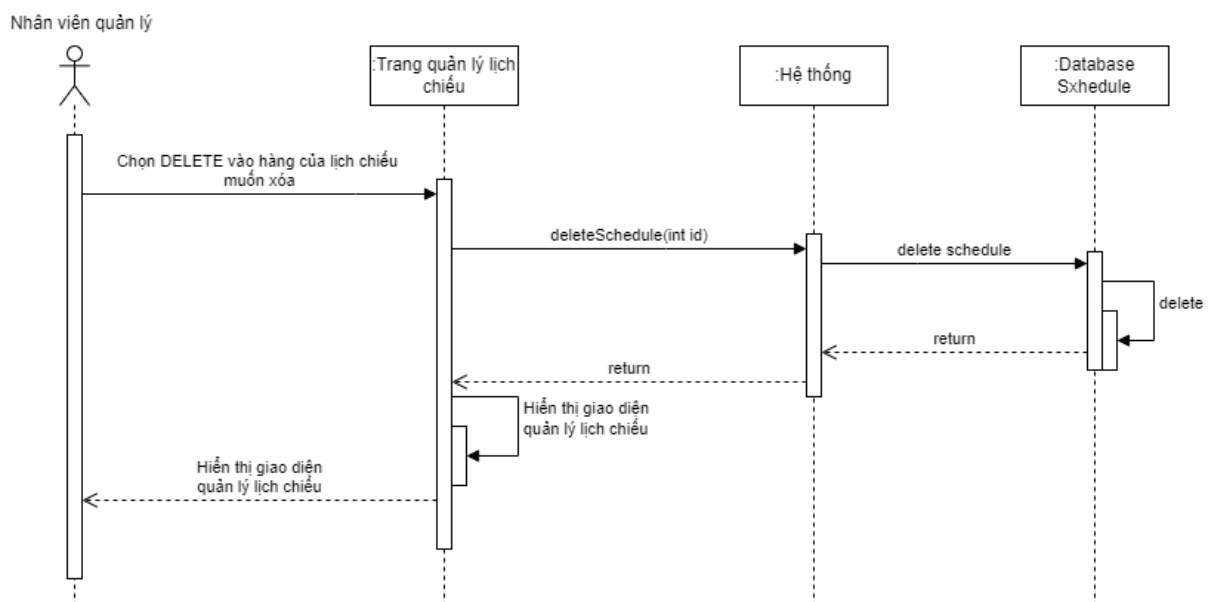 Nhân viên quản lý
:Trang quản lý lịch
chiếu
:Hệ thống
:Database
Sxhedule
Chọn DELETE vào hàng của lịch chiếu
muốn xóa
deleteSchedule(int id)
delete schedule
delete
return
return
Hiển thị giao diện
quản lý lịch chiếu
Hiển thị giao diện
quản lý lịch chiếu